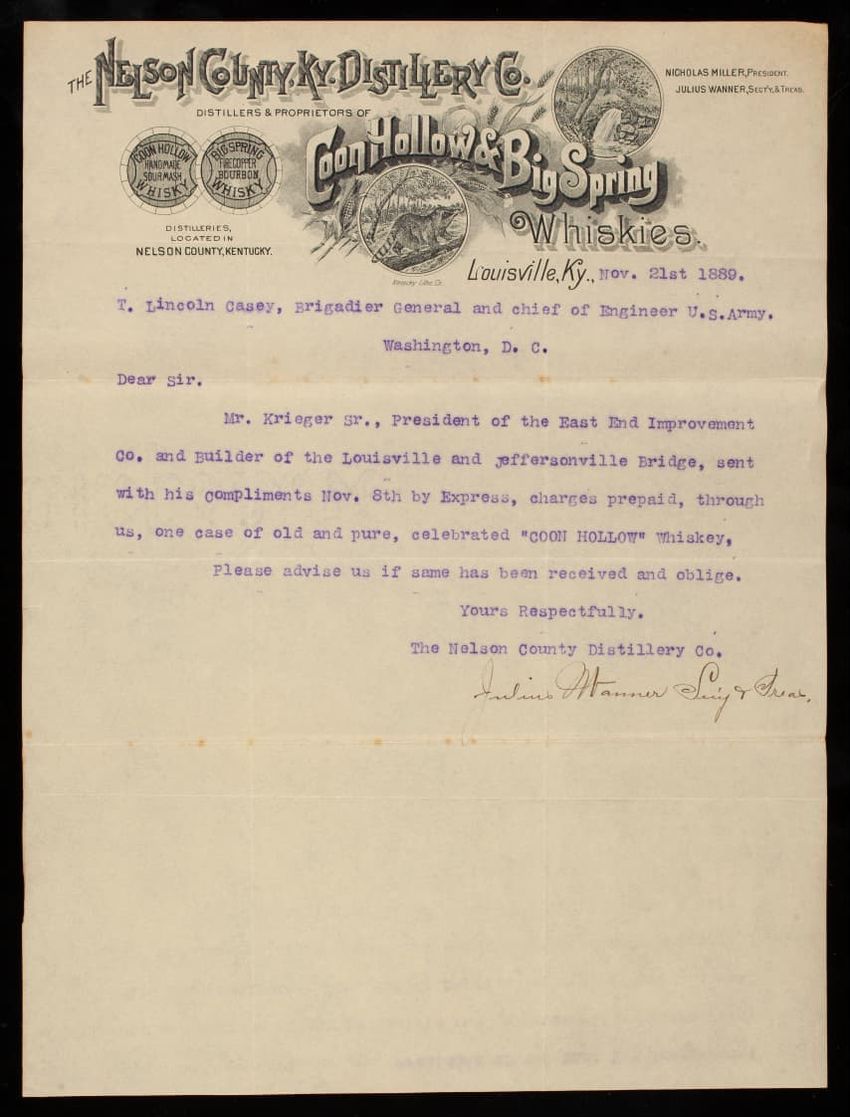 THE NELSON COUNTY, KY. DISTILLERY CO.
NICHOLAS MILLER, PRESIDENT.
JULIUS WANNER, SECT'Y, & TREAS.
DISTILLERS & PROPRIETORS OF
Coon Hollow & Big Spring
Whiskies.
COON HOLLOW
HANDMADE
SOUR MASH
WHISKY
BIG SPRING
FIRE COPPER
BOURBON
WHISKY
DISTILLERIES,
LOCATED IN
NELSON COUNTY, KENTUCKY.
Kentucky Litho. Co.
Louisville, Ky., Nov. 21st 1889.
T. Lincoln Casey, Brigadier General and chief of Engineer U.S.Army.
Washington, D. C.
Dear Sir.
Mr. Krieger Sr., President of the East End Improvement
Co. and Builder of the Louisville and Jeffersonville Bridge, sent
with his compliments Nov. 8th by Express, charges prepaid, through
us, one case of old and pure, celebrated "COON HOLLOW" Whiskey,
Please advise us if same has been received and oblige.
Yours Respectfully.
The Nelson County Distillery Co.
Julius Wanner Sec'y & Treas.